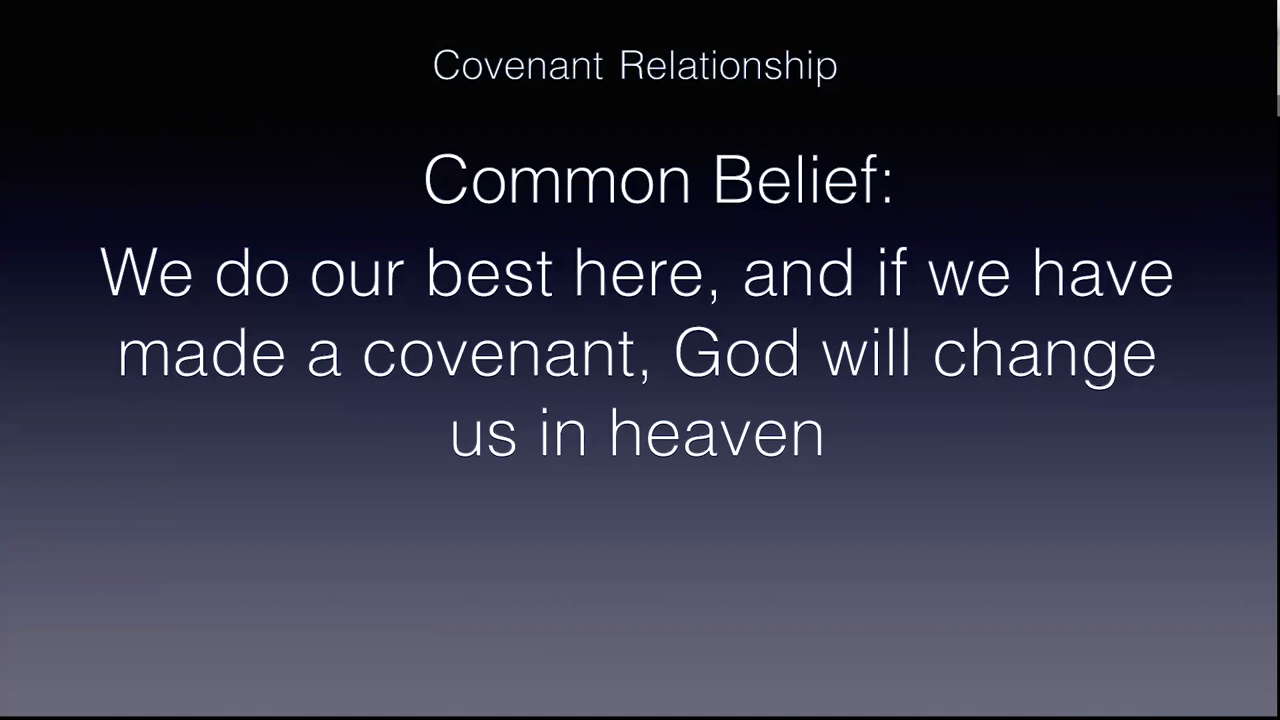 Covenant Relationship
Common Belief:
We do our best here, and if we have
made a covenant, God will change
us in heaven